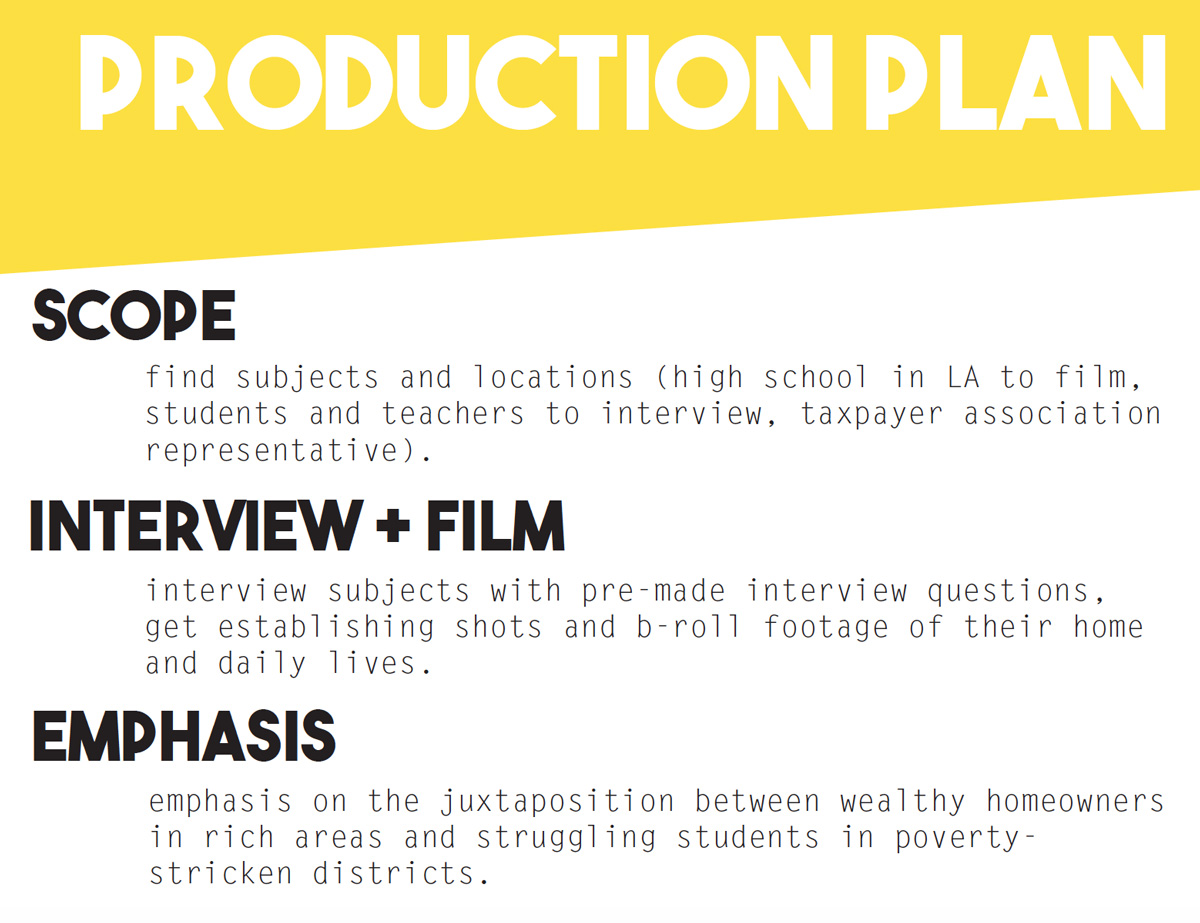 PRODUCTION PLAN
SCOPE
find subjects and locations (high school in LA to film,
students and teachers to interview, taxpayer association
representative).
INTERVIEW + FILM
interview subjects with pre-made interview questions,
get establishing shots and b-roll footage of their home
and daily lives.
EMPHASIS
emphasis on the juxtaposition between wealthy homeowners
in rich areas and struggling students in poverty-
stricken districts.